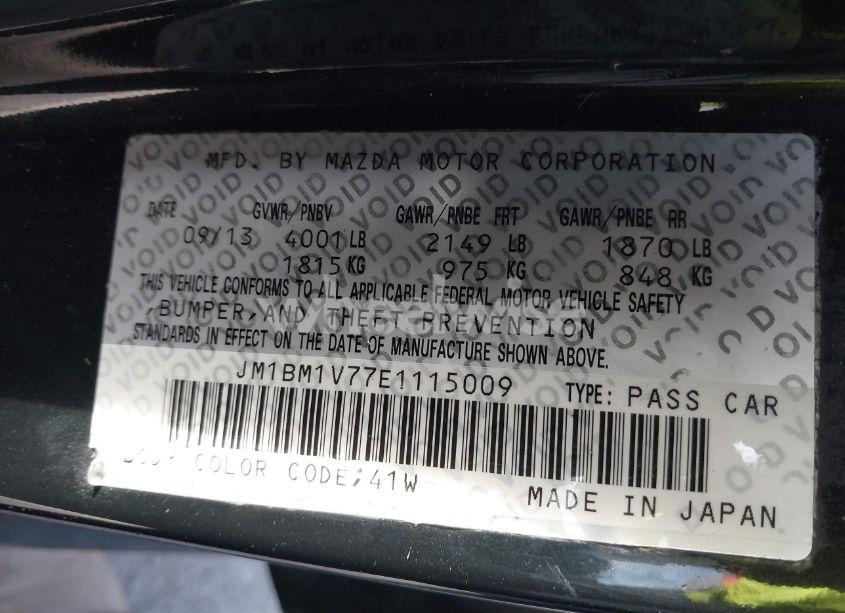 MFD. BY MAZDA MOTOR CORPORATION
DATE GVWR/PNBV GAWR/PNBE FRT GAWR/PNBE RR
09/13 4001 LB 2149 LB 1870 LB
1815 KG 975 KG 848 KG
THIS VEHICLE CONFORMS TO ALL APPLICABLE FEDERAL MOTOR VEHICLE SAFETY
,BUMPER,AND THEFT PREVENTION
STANDARDS IN EFFECT ON THE DATE OF MANUFACTURE SHOWN ABOVE.
JM1BM1V77E1115009 TYPE: PASS CAR
COLOR CODE;41W
MADE IN JAPAN